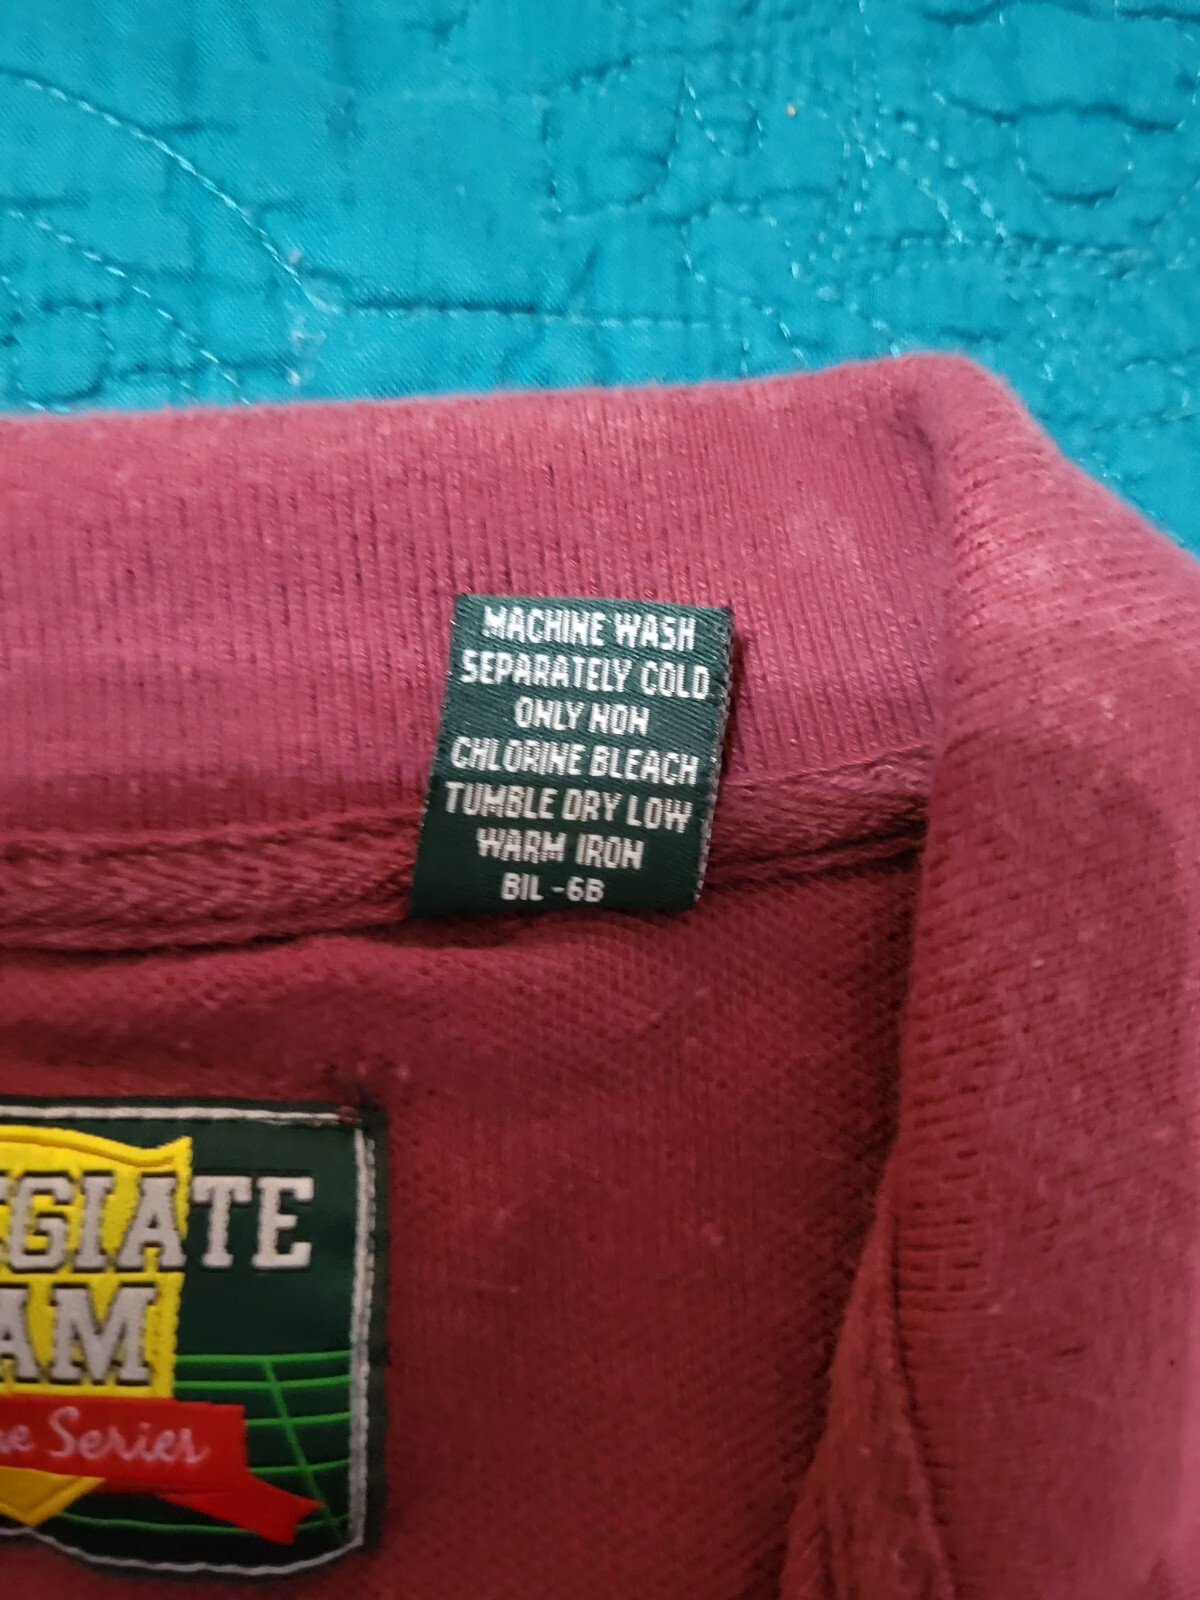 MACHINE WASH
SEPARATELY COLD
ONLY NON
CHLORINE BLEACH
TUMBLE DRY LOW
WARM IRON
BIL -6B
EGIATE
AM
Series